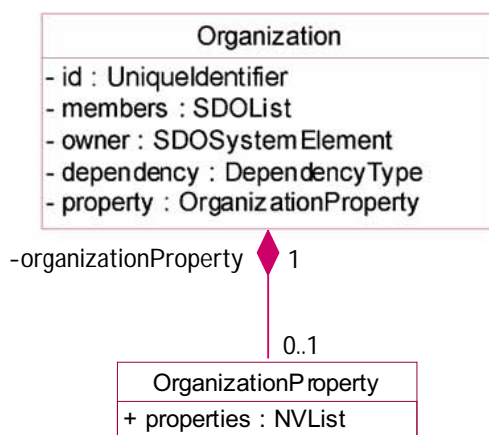 Organization
- id : UniqueIdentifier
- members : SDOList
- owner : SDOSystemElement
- dependency : DependencyType
- property : OrganizationProperty
-organizationProperty 1
0..1
OrganizationProperty
+ properties : NVList